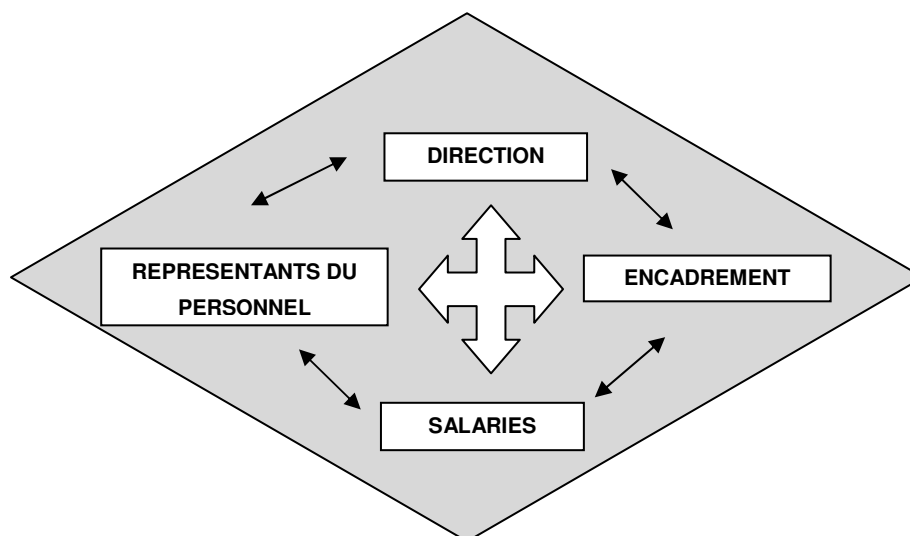 DIRECTION
REPRESENTANTS DU
PERSONNEL
ENCADREMENT
SALARIES